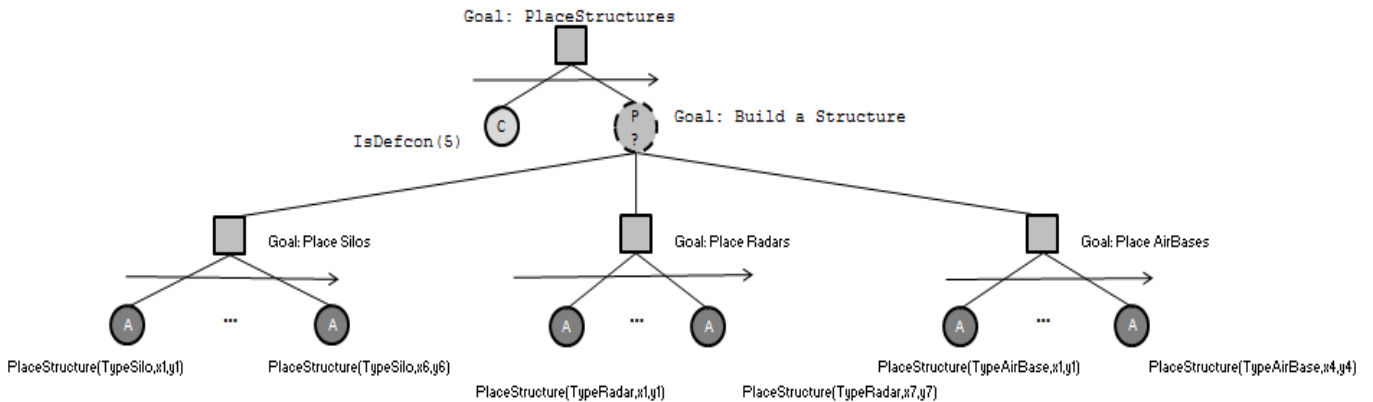 Goal: PlaceStructures
C
P
?
Goal: Build a Structure
IsDefcon(5)
Goal: Place Silos
Goal: Place Radars
Goal: Place AirBases
A
...
A
A
...
A
A
...
A
PlaceStructure(TypeSilo,x1,y1)
PlaceStructure(TypeSilo,x6,y6)
PlaceStructure(TypeRadar,x1,y1)
PlaceStructure(TypeRadar,x7,y7)
PlaceStructure(TypeAirBase,x1,y1)
PlaceStructure(TypeAirBase,x4,y4)